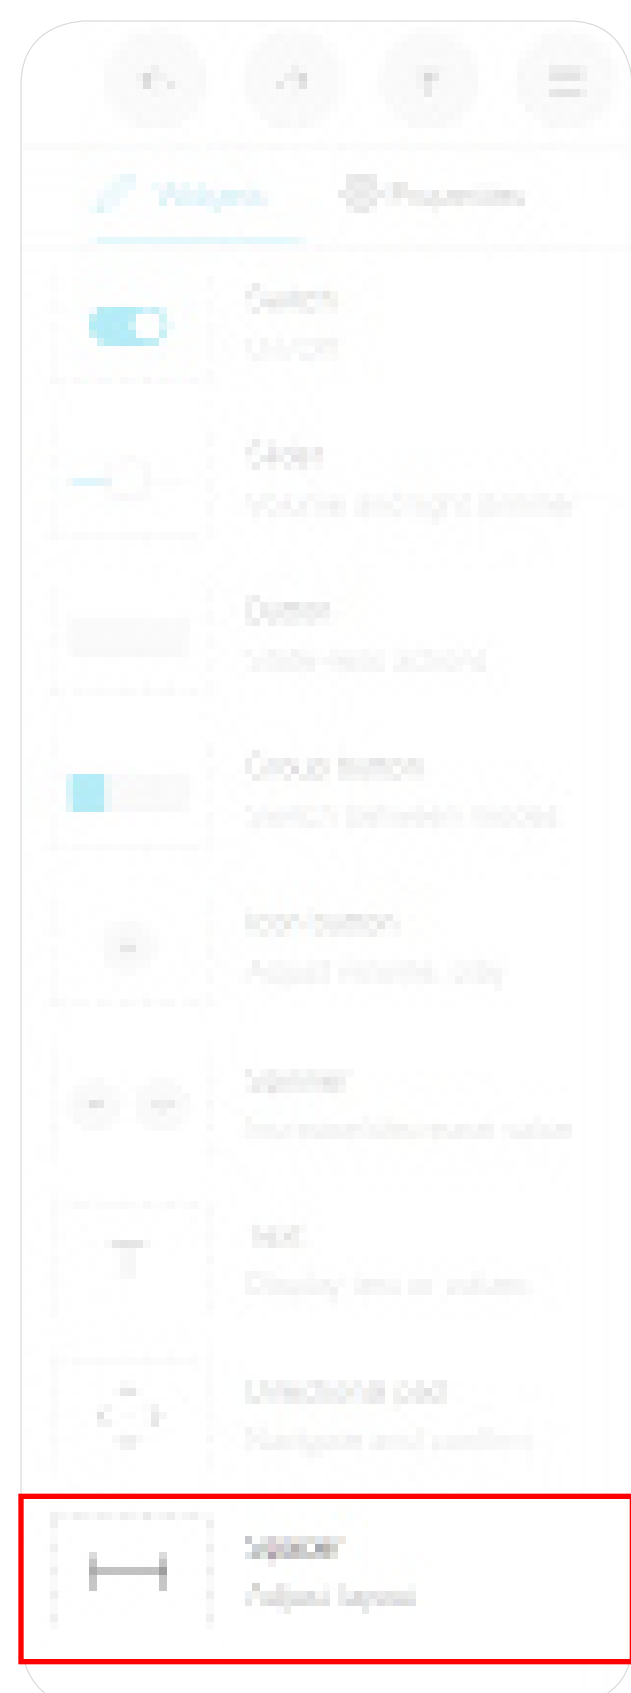 Widgets Properties
Switch
On/Off
Slider
Volume and light dimmer
Button
Stateless actions
Group button
Switch between modes
Icon button
Adjust volume, play
Spinner
Increase/decrease value
Text
Display text or values
Directional pad
Navigate and confirm
Spacer
Adjust layout